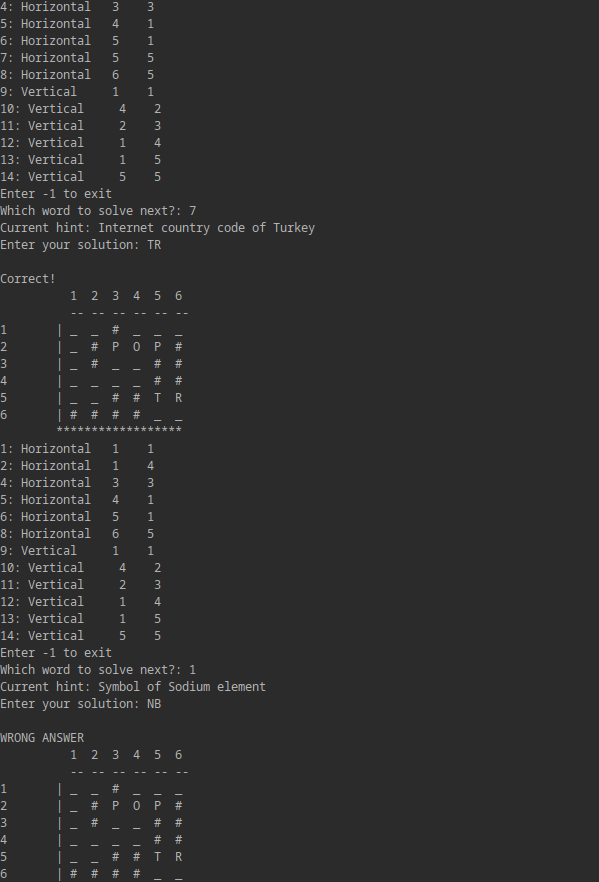 4: Horizontal   3    3
5: Horizontal   4    1
6: Horizontal   5    1
7: Horizontal   5    5
8: Horizontal   6    5
9: Vertical     1    1
10: Vertical     4    2
11: Vertical     2    3
12: Vertical     1    4
13: Vertical     1    5
14: Vertical     5    5
Enter -1 to exit
Which word to solve next?: 7
Current hint: Internet country code of Turkey
Enter your solution: TR
Correct!
          1  2  3  4  5  6
          -- -- -- -- -- --
1       | _  _  #  _  _  _
2       | _  #  P  O  P  #
3       | _  #  _  _  #  #
4       | _  _  _  _  #  #
5       | _  _  #  #  T  R
6       | #  #  #  #  _  _
        ******************
1: Horizontal   1    1
2: Horizontal   1    4
4: Horizontal   3    3
5: Horizontal   4    1
6: Horizontal   5    1
8: Horizontal   6    5
9: Vertical     1    1
10: Vertical     4    2
11: Vertical     2    3
12: Vertical     1    4
13: Vertical     1    5
14: Vertical     5    5
Enter -1 to exit
Which word to solve next?: 1
Current hint: Symbol of Sodium element
Enter your solution: NB
WRONG ANSWER
          1  2  3  4  5  6
          -- -- -- -- -- --
1       | _  _  #  _  _  _
2       | _  #  P  O  P  #
3       | _  #  _  _  #  #
4       | _  _  _  _  #  #
5       | _  _  #  #  T  R
6       | #  #  #  #  _  _